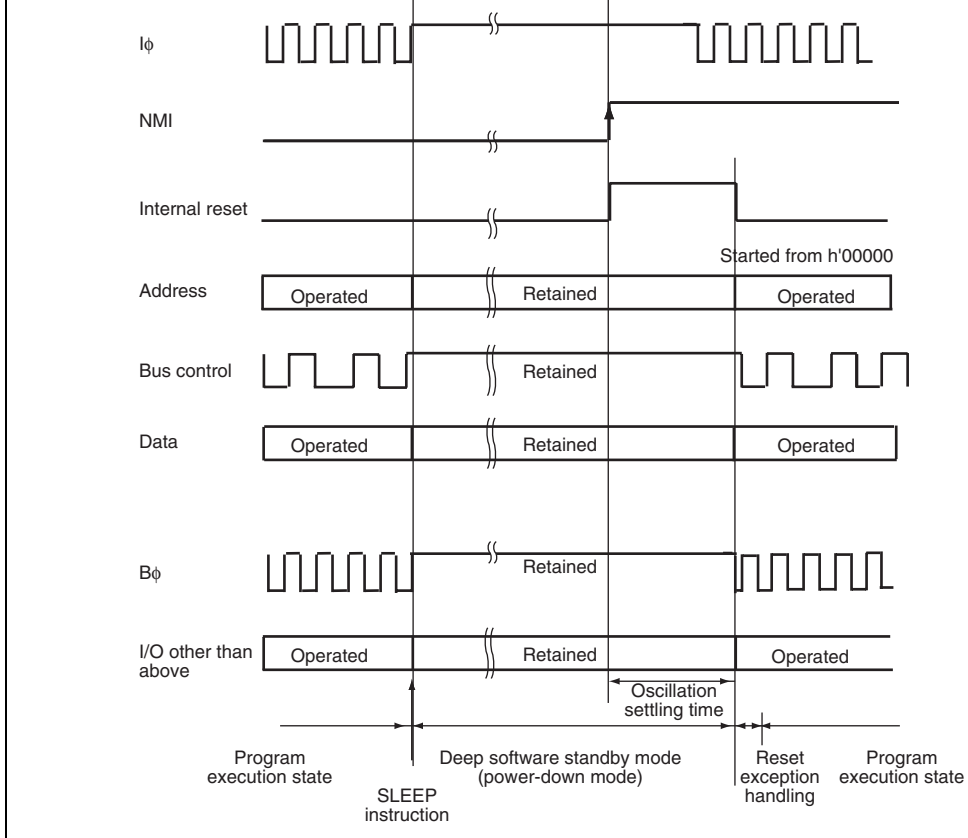 Iϕ
NMI
Internal reset
Started from h'00000
Address
Operated
Retained
Operated
Bus control
Retained
Data
Operated
Retained
Operated
Bϕ
Retained
I/O other than
above
Operated
Retained
Operated
Oscillation
settling time
Program
execution state
Deep software standby mode
(power-down mode)
Reset
exception
handling
Program
execution state
SLEEP
instruction